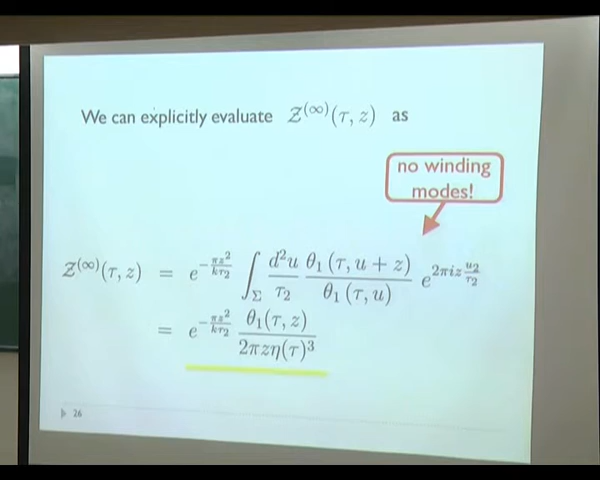 We can explicitly evaluate 𝒵^(∞)(τ, z) as
no winding
modes!
𝒵^(∞)(τ, z) = e^{-πz²/kτ₂} ∫_Σ d²u/τ₂ θ₁(τ, u + z)/θ₁(τ, u) e^{2πiz u₂/τ₂}
= e^{-πz²/kτ₂} θ₁(τ, z)/2πzη(τ)³
26